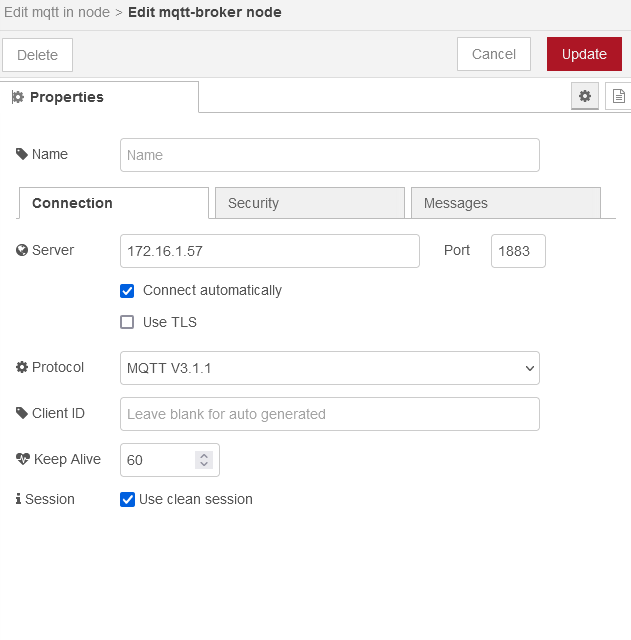 Edit mqtt in node > Edit mqtt-broker node
Delete Cancel Update
Properties
Name Name
Connection Security Messages
Server 172.16.1.57 Port 1883
Connect automatically
Use TLS
Protocol MQTT V3.1.1
Client ID Leave blank for auto generated
Keep Alive 60
Session Use clean session